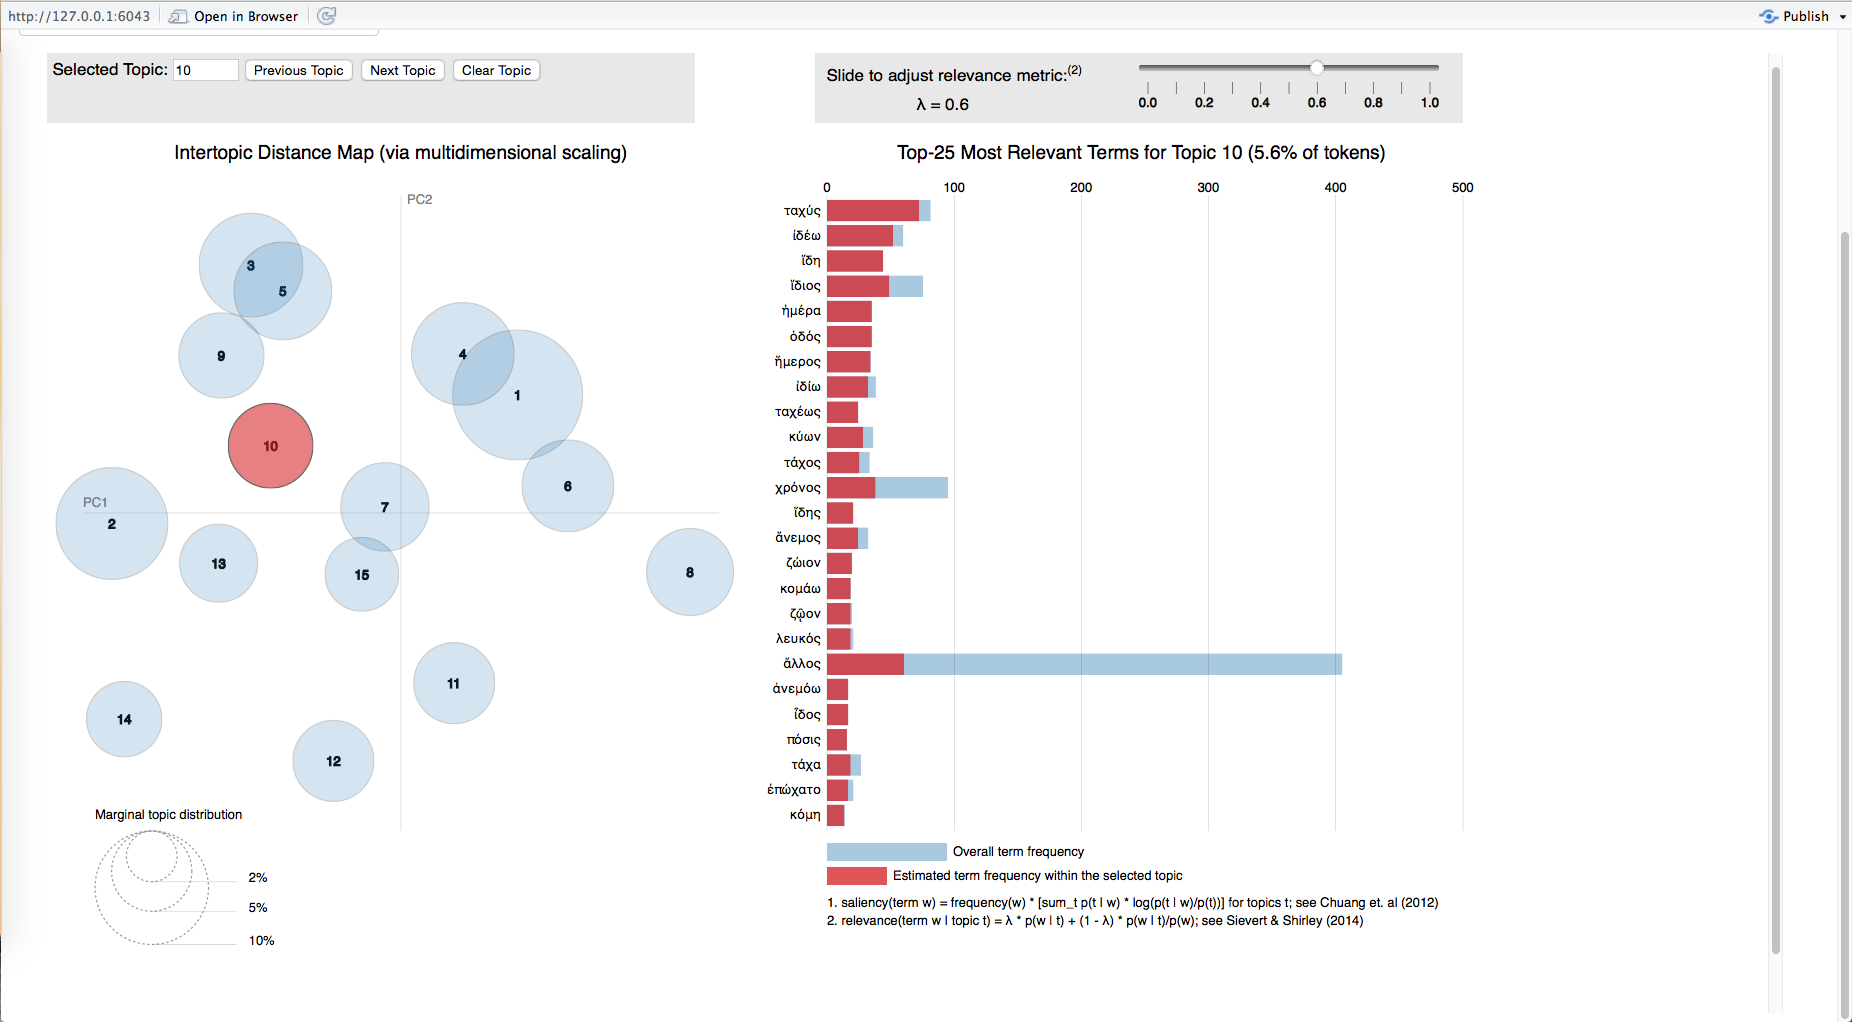 http://127.0.0.1:6043 Open in Browser Publish
Selected Topic: 10 Previous Topic Next Topic Clear Topic
Slide to adjust relevance metric:(2)
λ = 0.6
0.0 0.2 0.4 0.6 0.8 1.0
Intertopic Distance Map (via multidimensional scaling)
PC2
3
5
9
4
1
10
6
7
PC1
2
13
15
8
11
14
12
Marginal topic distribution
2%
5%
10%
Top-25 Most Relevant Terms for Topic 10 (5.6% of tokens)
0 100 200 300 400 500
ταχύς
ἰδέω
ἴδη
ἴδιος
ἡμέρα
ὁδός
ἥμερος
ἰδίω
ταχέως
κύων
τάχος
χρόνος
ἴδης
ἄνεμος
ζώιον
κομάω
ζῷον
λευκός
ἄλλος
ἀνεμόω
ἶδος
πόσις
τάχα
ἐπώχατο
κόμη
Overall term frequency
Estimated term frequency within the selected topic
1. saliency(term w) = frequency(w) * [sum_t p(t | w) * log(p(t | w)/p(t))] for topics t; see Chuang et. al (2012)
2. relevance(term w | topic t) = λ * p(w | t) + (1 - λ) * p(w | t)/p(w); see Sievert & Shirley (2014)